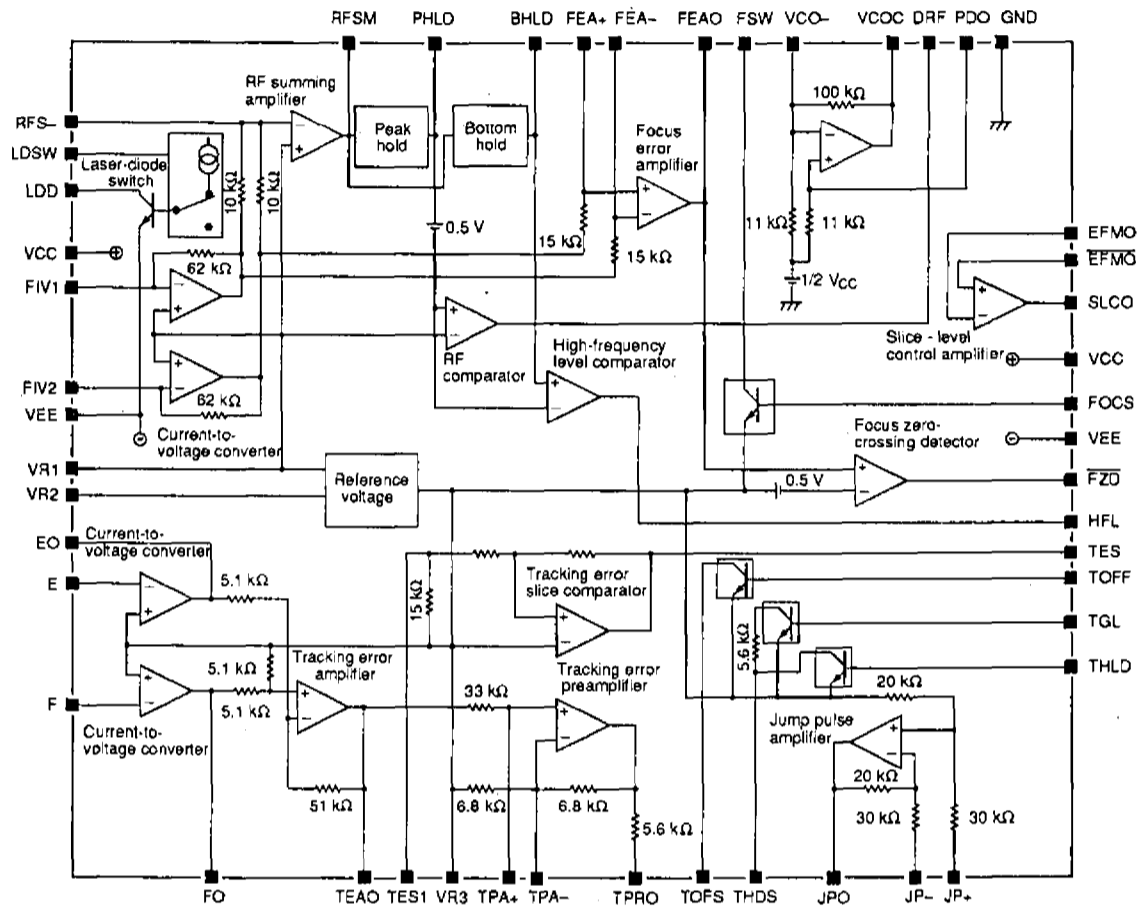 RFSM PHLD BHLD FEA+ FEA− FEAO FSW VCO− VCOC DRF PDO GND
RF summing
amplifier
100 kΩ
RFS−
Peak
hold
Bottom
hold
Focus
error
amplifier
LDSW
Laser-diode
switch
LDD
10 kΩ
10 kΩ
0.5 V
15 kΩ
15 kΩ
11 kΩ
11 kΩ
EFMO
EFMO
VCC
62 kΩ
1/2 VCC
FIV1
SLCO
Slice - level
control amplifier
RF
comparator
High-frequency
level comparator
VCC
FIV2
62 kΩ
FOCS
VEE
Current-to-
voltage converter
Focus zero-
crossing detector
VEE
VR1
Reference
voltage
0.5 V
FZD
VR2
HFL
EO
Current-to-
voltage converter
TES
E
5.1 kΩ
15 kΩ
Tracking error
slice comparator
TOFF
TGL
5.6 kΩ
5.1 kΩ
Tracking error
amplifier
Tracking error
preamplifier
THLD
F
5.1 kΩ
33 kΩ
20 kΩ
Current-to-
voltage converter
Jump pulse
amplifier
51 kΩ
6.8 kΩ
6.8 kΩ
20 kΩ
5.6 kΩ
30 kΩ
30 kΩ
FO TEAO TES1 VR3 TPA+ TPA− TPRO TOFS THDS JPO JP− JP+